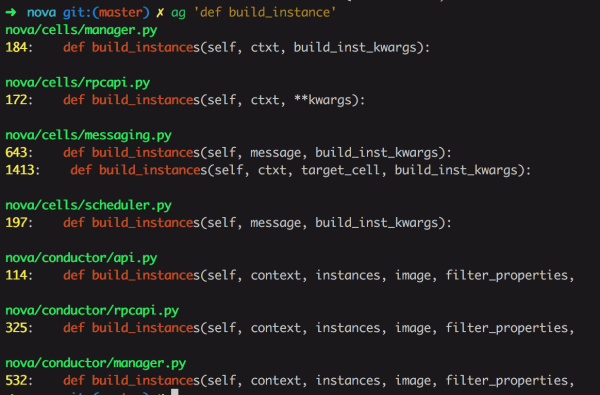 ➜ nova git:(master) ✗ ag 'def build_instance'
nova/cells/manager.py
184:    def build_instances(self, ctxt, build_inst_kwargs):
nova/cells/rpcapi.py
172:    def build_instances(self, ctxt, **kwargs):
nova/cells/messaging.py
643:    def build_instances(self, message, build_inst_kwargs):
1413:    def build_instances(self, ctxt, target_cell, build_inst_kwargs):
nova/cells/scheduler.py
197:    def build_instances(self, message, build_inst_kwargs):
nova/conductor/api.py
114:    def build_instances(self, context, instances, image, filter_properties,
nova/conductor/rpcapi.py
325:    def build_instances(self, context, instances, image, filter_properties,
nova/conductor/manager.py
532:    def build_instances(self, context, instances, image, filter_properties,